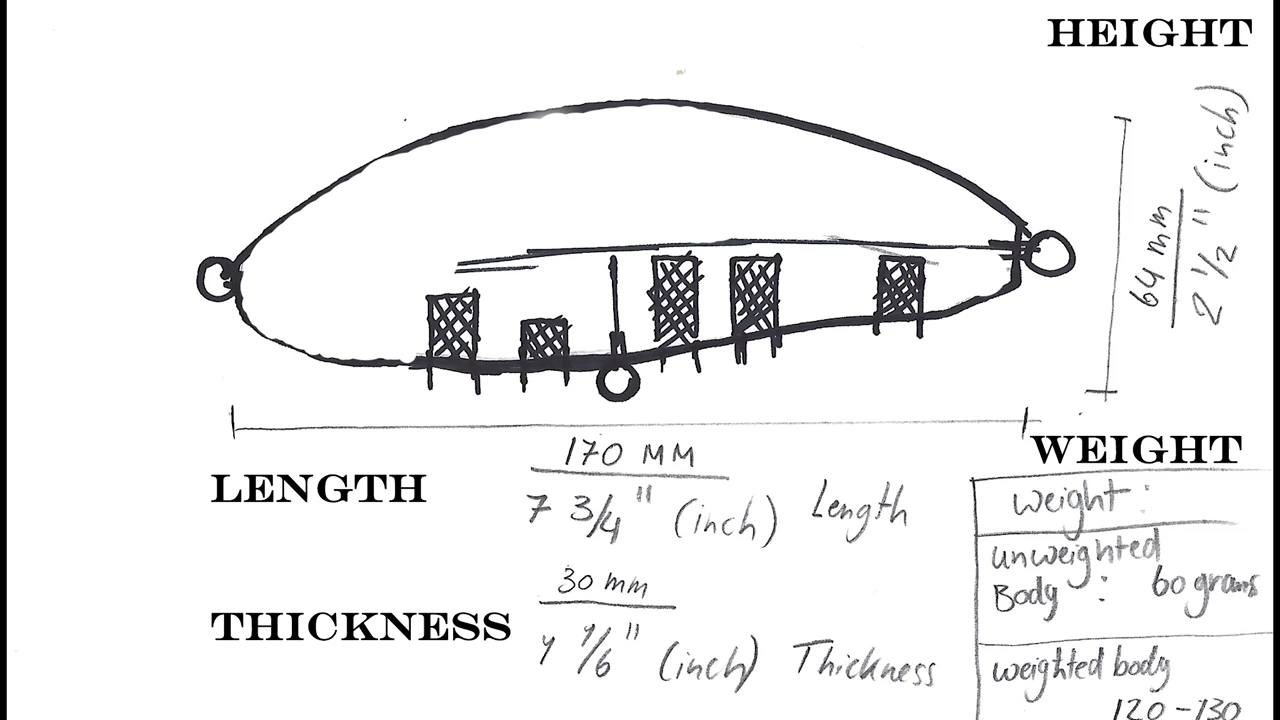 HEIGHT
64 mm
2 1/2" (inch)
170 MM
LENGTH
7 3/4" (inch) Length
30 mm
THICKNESS
1 1/6" (inch) Thickness
WEIGHT
weight:
unweighted
Body : 60 grams
weighted body
120-130